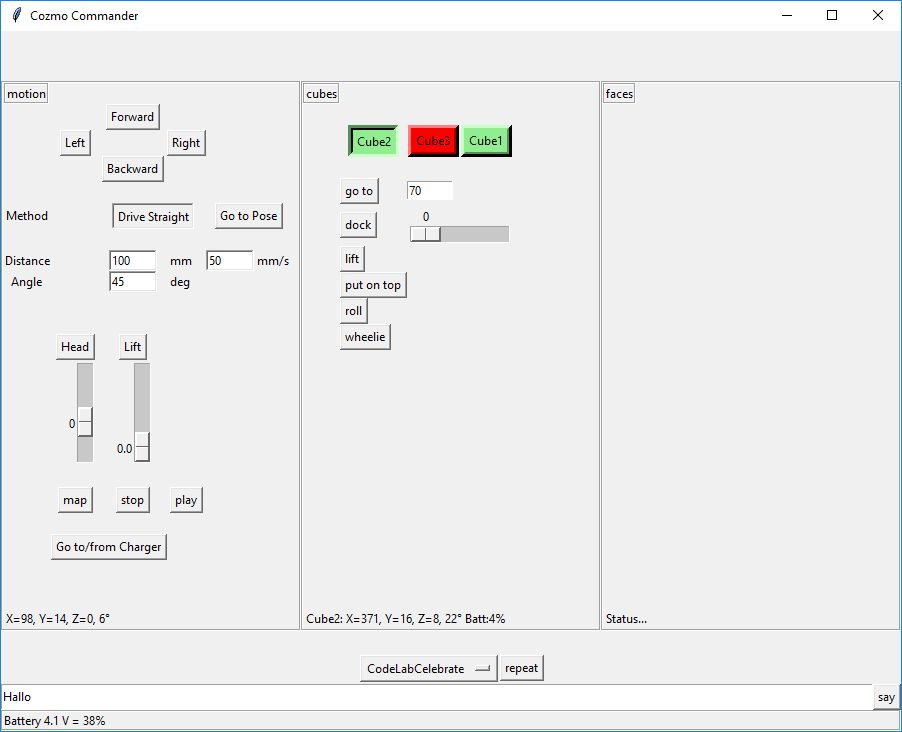 Cozmo Commander
motion
Forward
Left
Right
Backward
Method
Drive Straight
Go to Pose
Distance
100
mm
50
mm/s
Angle
45
deg
Head
Lift
0
0.0
map
stop
play
Go to/from Charger
X=98, Y=14, Z=0, 6°
cubes
Cube2
Cube3
Cube1
go to
70
dock
0
lift
put on top
roll
wheelie
Cube2: X=371, Y=16, Z=8, 22° Batt:4%
faces
Status...
CodeLabCelebrate
repeat
Hallo
say
Battery 4.1 V = 38%